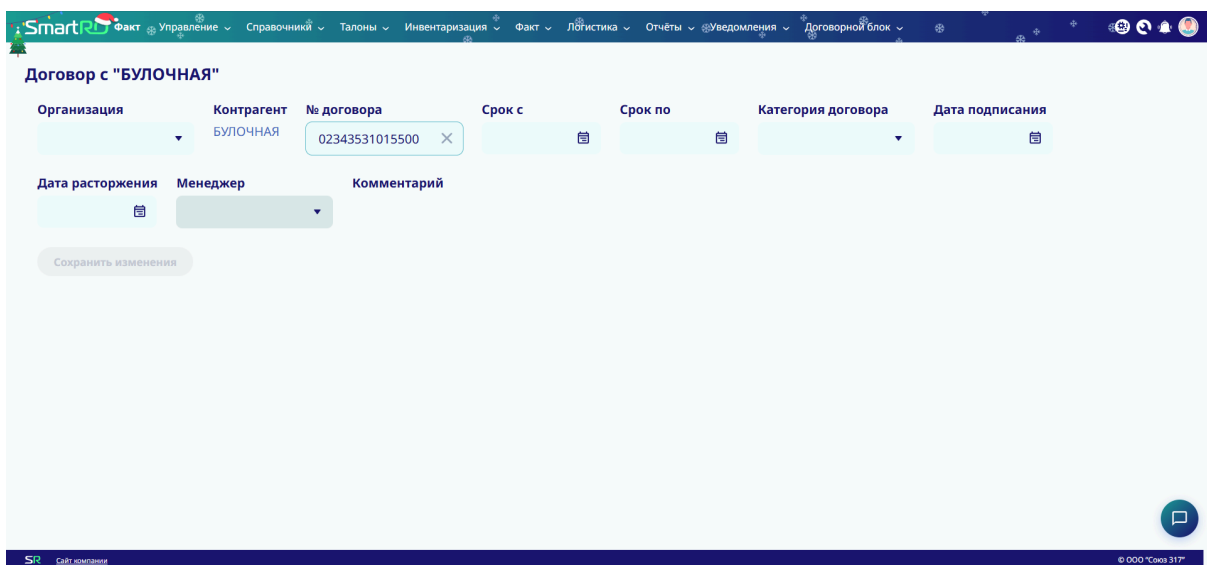 SmartRO Факт Управление Справочники Талоны Инвентаризация Факт Логистика Отчёты Уведомления Договорной блок
Договор с "БУЛОЧНАЯ"
Организация Контрагент № договора Срок с Срок по Категория договора Дата подписания
БУЛОЧНАЯ 02343531015500
Дата расторжения Менеджер Комментарий
Сохранить изменения
SR Сайт компании © ООО "Союз 317"